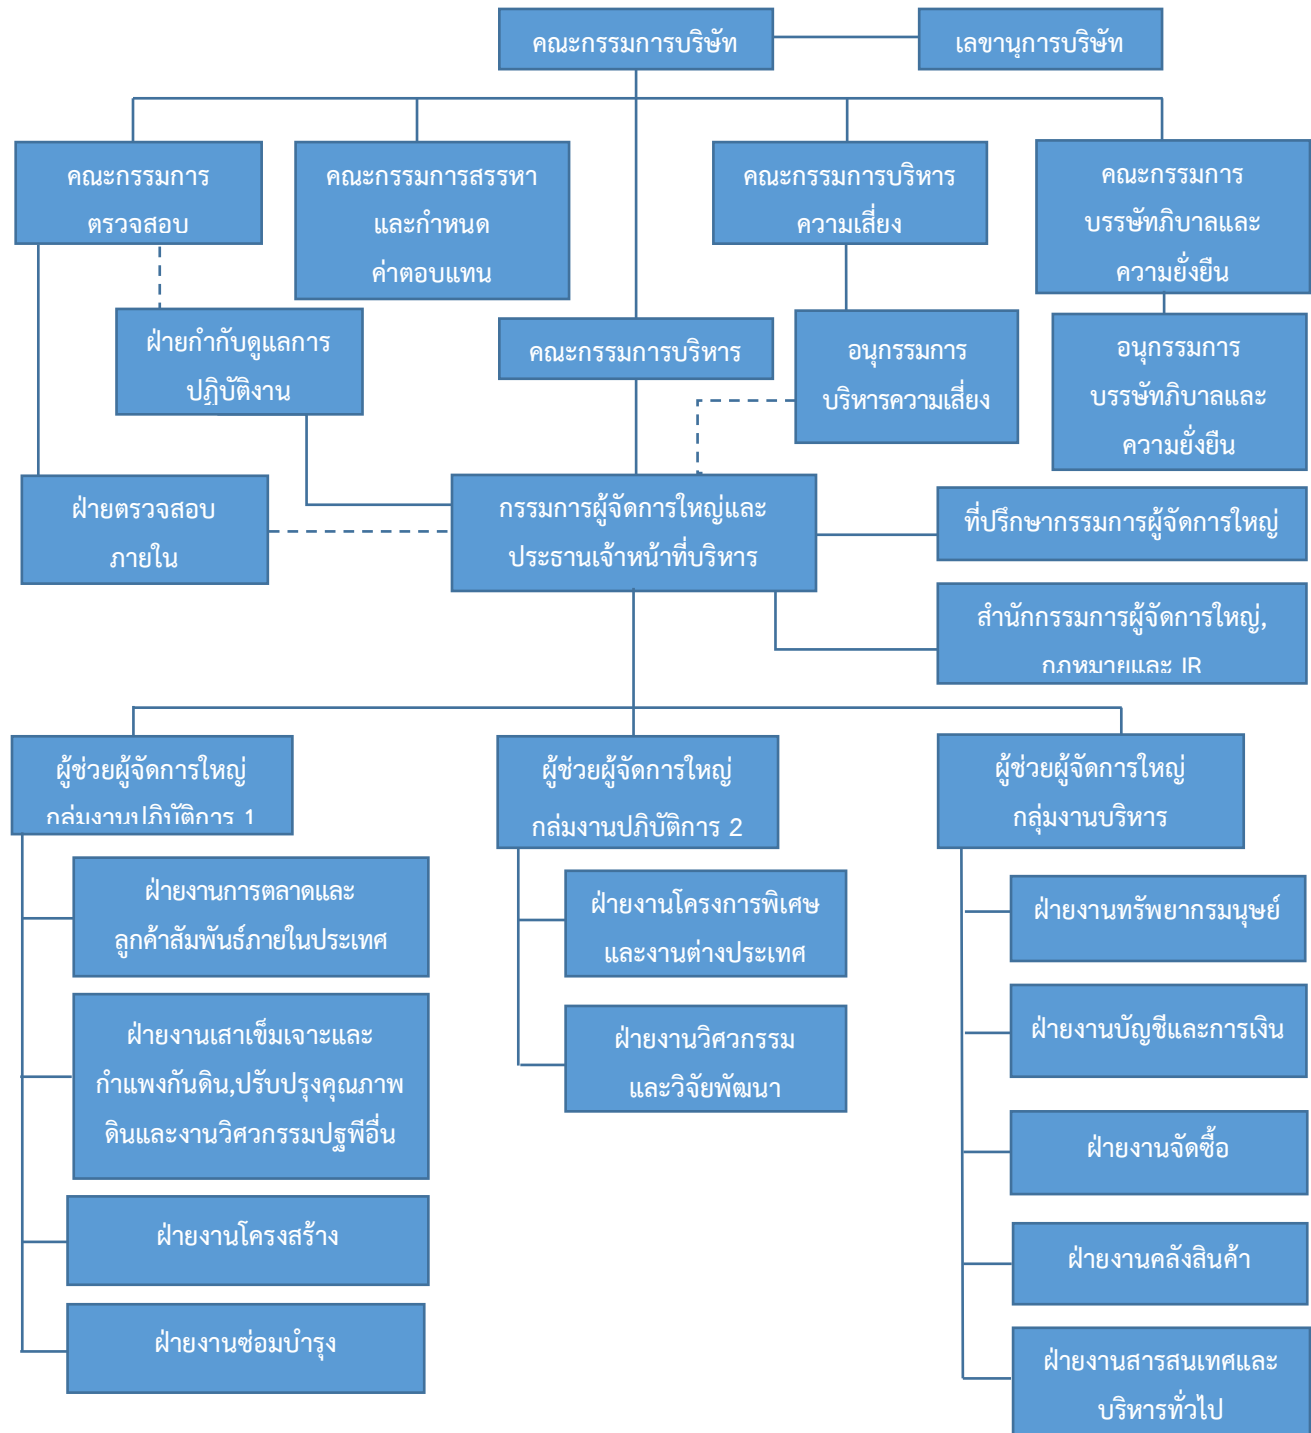 คณะกรรมการบริษัท
เลขานุการบริษัท
คณะกรรมการ
ตรวจสอบ
คณะกรรมการสรรหา
และกำหนด
ค่าตอบแทน
คณะกรรมการบริหาร
ความเสี่ยง
คณะกรรมการ
บรรษัทภิบาลและ
ความยั่งยืน
ฝ่ายกำกับดูแลการ
ปฏิบัติงาน
คณะกรรมการบริหาร
อนุกรรมการ
บริหารความเสี่ยง
อนุกรรมการ
บรรษัทภิบาลและ
ความยั่งยืน
ฝ่ายตรวจสอบ
ภายใน
กรรมการผู้จัดการใหญ่และ
ประธานเจ้าหน้าที่บริหาร
ที่ปรึกษากรรมการผู้จัดการใหญ่
สำนักกรรมการผู้จัดการใหญ่,
กฎหมายและ IR
ผู้ช่วยผู้จัดการใหญ่
กลุ่มงานปฏิบัติการ 1
ผู้ช่วยผู้จัดการใหญ่
กลุ่มงานปฏิบัติการ 2
ผู้ช่วยผู้จัดการใหญ่
กลุ่มงานบริหาร
ฝ่ายงานการตลาดและ
ลูกค้าสัมพันธ์ภายในประเทศ
ฝ่ายงานเสาเข็มเจาะและ
กำแพงกันดิน,ปรับปรุงคุณภาพ
ดินและงานวิศวกรรมปฐพีอื่น
ฝ่ายงานโครงสร้าง
ฝ่ายงานซ่อมบำรุง
ฝ่ายงานโครงการพิเศษ
และงานต่างประเทศ
ฝ่ายงานวิศวกรรม
และวิจัยพัฒนา
ฝ่ายงานทรัพยากรมนุษย์
ฝ่ายงานบัญชีและการเงิน
ฝ่ายงานจัดซื้อ
ฝ่ายงานคลังสินค้า
ฝ่ายงานสารสนเทศและ
บริหารทั่วไป